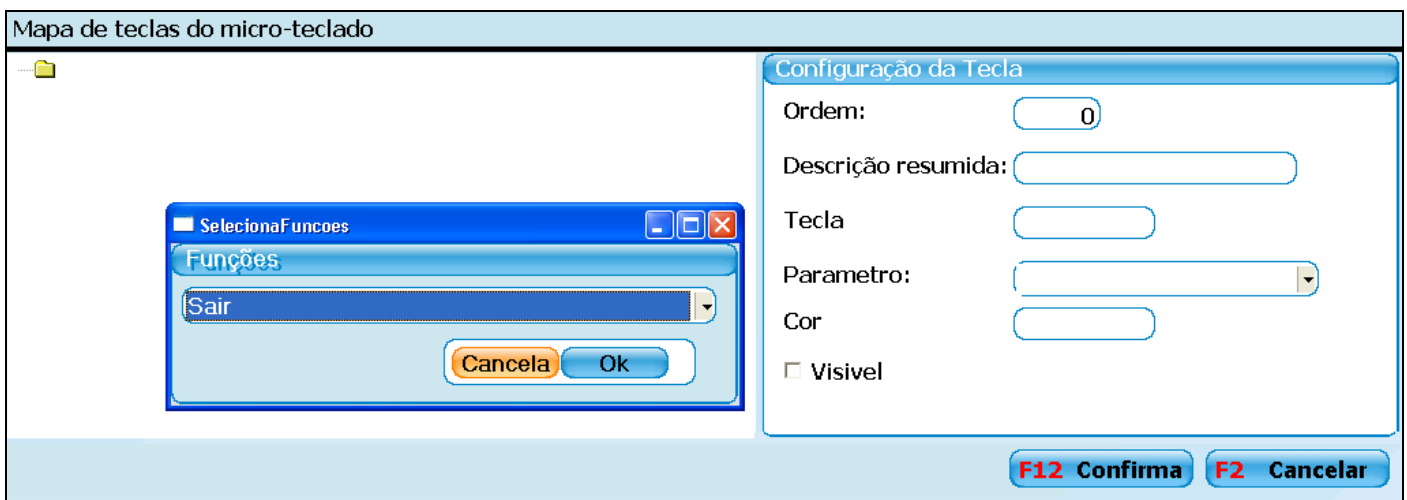 Mapa de teclas do micro-teclado
Configuração da Tecla
Ordem: 0
Descrição resumida:
Tecla
Parametro:
Cor
Visivel
SelecionaFuncoes
Funções
Sair
Cancela Ok
F12 Confirma F2 Cancelar